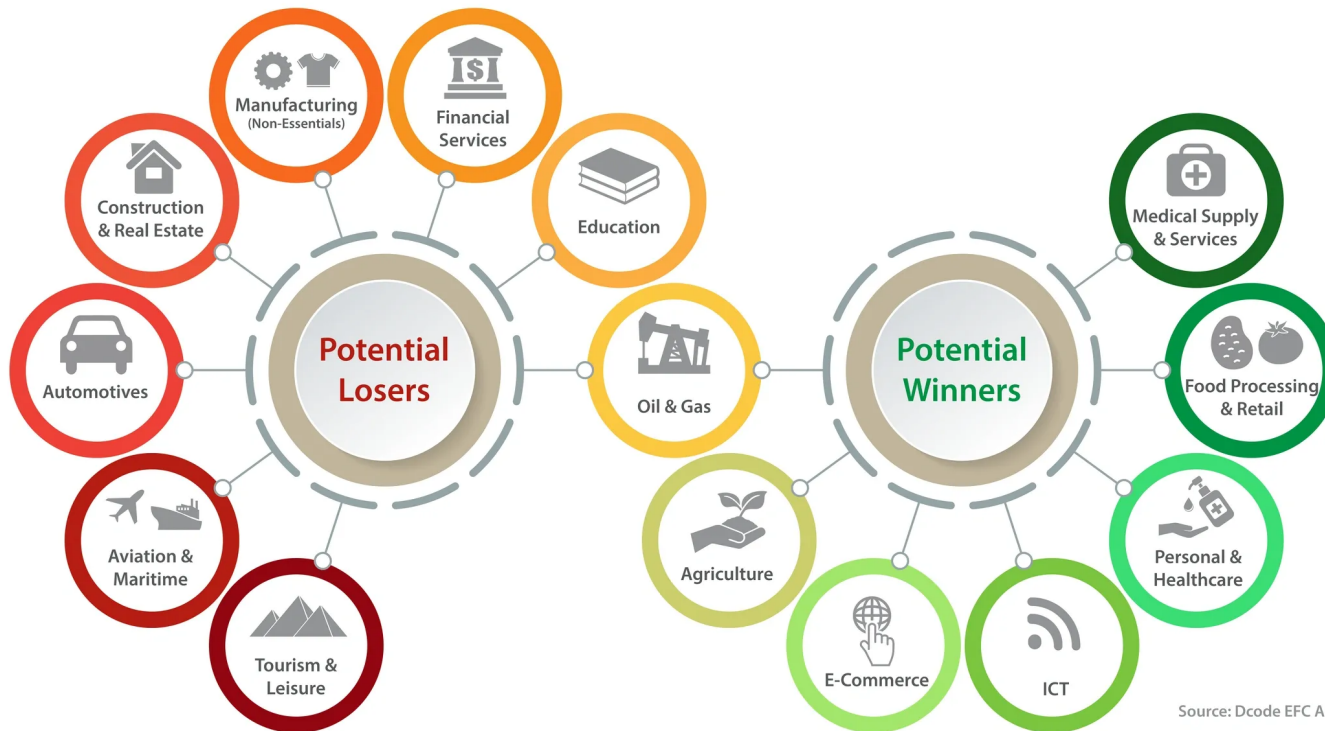 Manufacturing
(Non-Essentials)
Financial
Services
Construction
& Real Estate
Education
Automotives
Potential
Losers
Oil & Gas
Aviation &
Maritime
Tourism &
Leisure
Potential
Winners
Medical Supply
& Services
Food Processing
& Retail
Personal &
Healthcare
ICT
E-Commerce
Agriculture
$
Source: Dcode EFC A